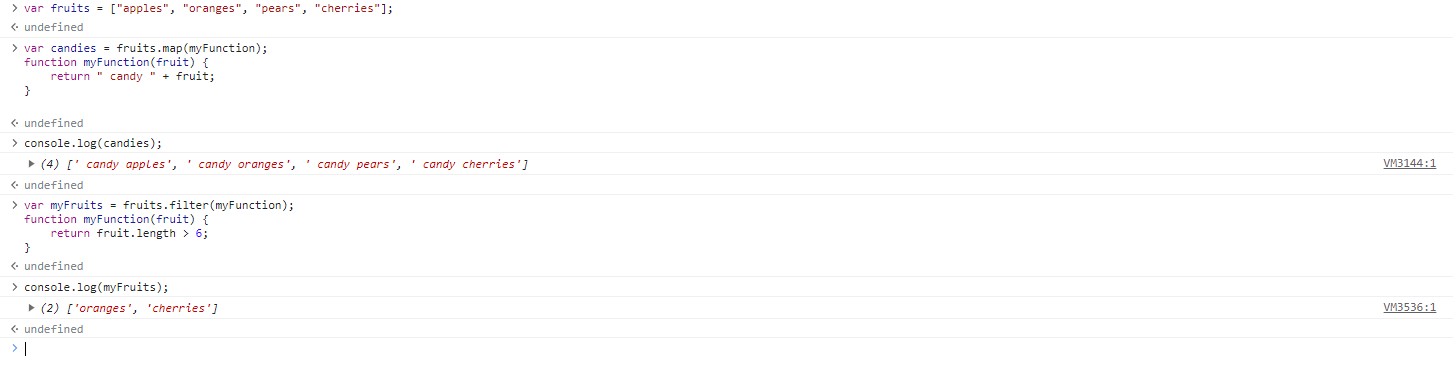 > var fruits = ["apples", "oranges", "pears", "cherries"];
undefined
> var candies = fruits.map(myFunction);
function myFunction(fruit) {
    return " candy " + fruit;
}
undefined
> console.log(candies);
(4) [' candy apples', ' candy oranges', ' candy pears', ' candy cherries'] VM3144:1
undefined
> var myFruits = fruits.filter(myFunction);
function myFunction(fruit) {
    return fruit.length > 6;
}
undefined
> console.log(myFruits);
(2) ['oranges', 'cherries'] VM3536:1
undefined
>